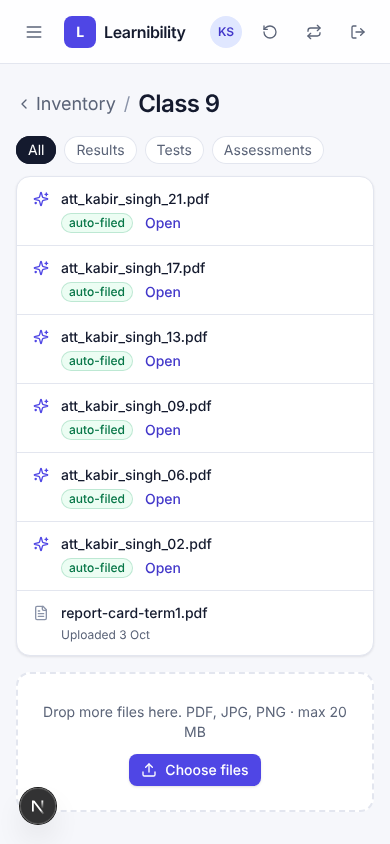 L Learnibility KS
Inventory / Class 9
All Results Tests Assessments
att_kabir_singh_21.pdf
auto-filed Open
att_kabir_singh_17.pdf
auto-filed Open
att_kabir_singh_13.pdf
auto-filed Open
att_kabir_singh_09.pdf
auto-filed Open
att_kabir_singh_06.pdf
auto-filed Open
att_kabir_singh_02.pdf
auto-filed Open
report-card-term1.pdf
Uploaded 3 Oct
Drop more files here. PDF, JPG, PNG · max 20
MB
Choose files
N